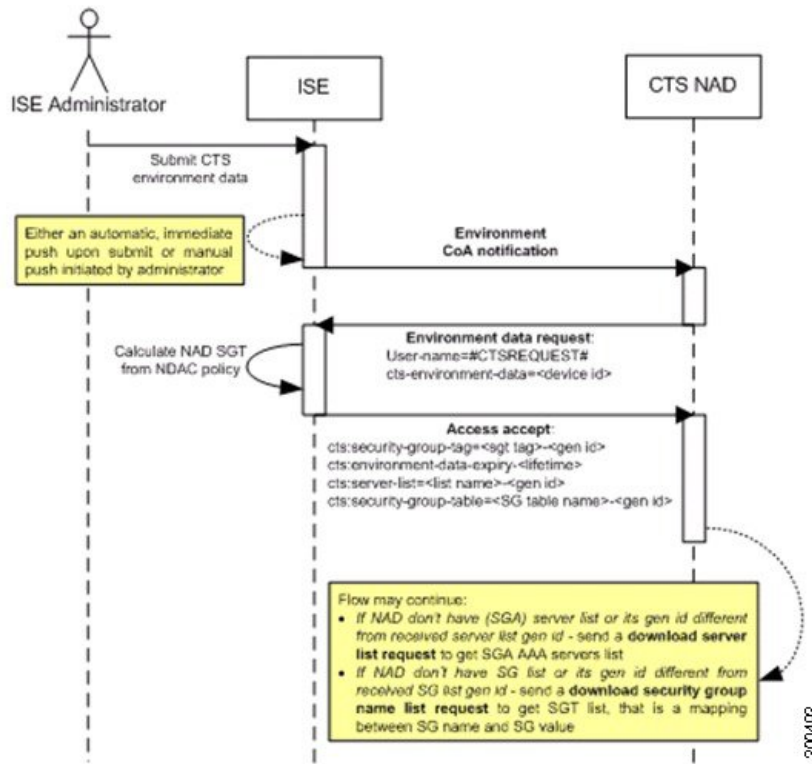 ISE Administrator
ISE
CTS NAD
Submit CTS
environment data
Either an automatic, immediate
push upon submit or manual
push initiated by administrator
Environment
CoA notification
Environment data request:
User-name=#CTSREQUEST#
cts-environment-data=<device id>
Calculate NAD SGT
from NDAC policy
Access accept:
cts:security-group-tag=<sgt tag>-<gen id>
cts:environment-data-expiry-<lifetime>
cts:server-list=<list name>-<gen id>
cts:security-group-table=<SG table name>-<gen id>
Flow may continue:
• If NAD don't have (SGA) server list or its gen id different
from received server list gen id - send a download server
list request to get SGA AAA servers list
• If NAD don't have SG list or its gen id different from
received SG list gen id - send a download security group
name list request to get SGT list, that is a mapping
between SG name and SG value
300403